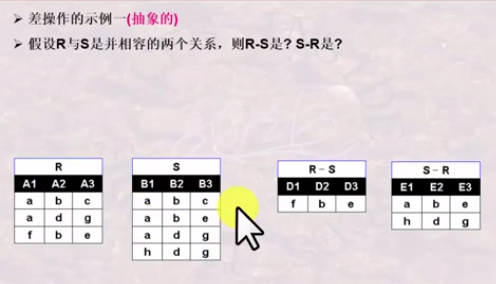 ➢ 差操作的示例一(抽象的)
➢ 假设R与S是并相容的两个关系，则R-S是? S-R是?
R
A1 A2 A3
a b c
a d g
f b e
S
B1 B2 B3
a b c
a b e
a d g
h d g
R - S
D1 D2 D3
f b e
S - R
E1 E2 E3
a b e
h d g